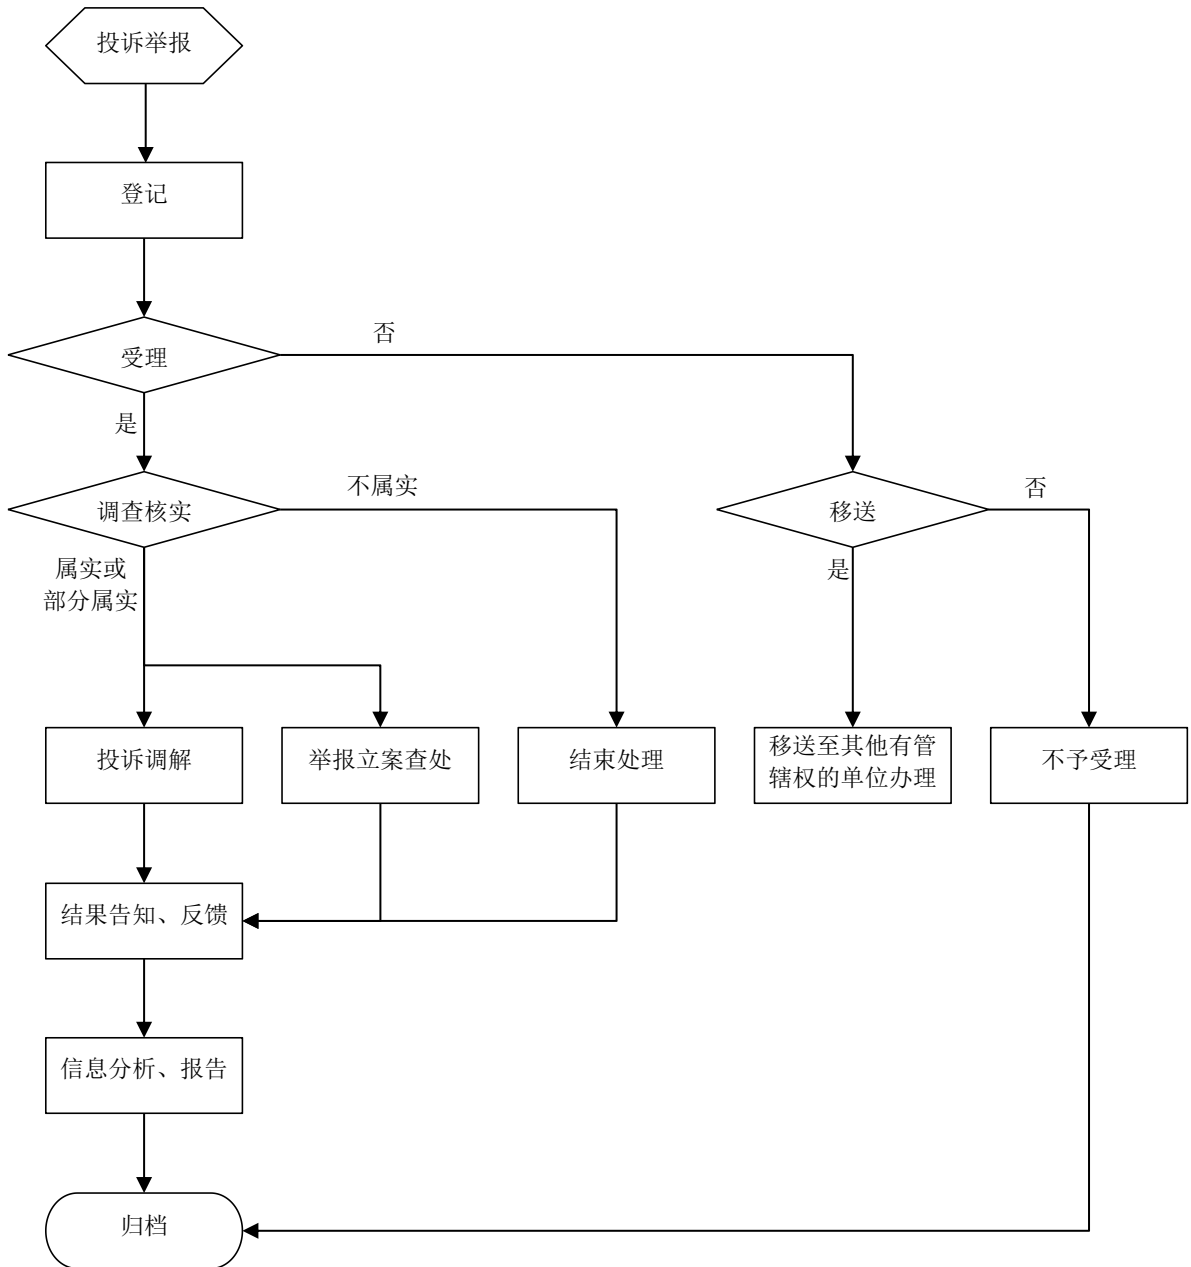 投诉举报
登记
受理
否
是
调查核实
不属实
移送
否
属实或
部分属实
是
投诉调解
举报立案查处
结束处理
移送至其他有管
辖权的单位办理
不予受理
结果告知、反馈
信息分析、报告
归档